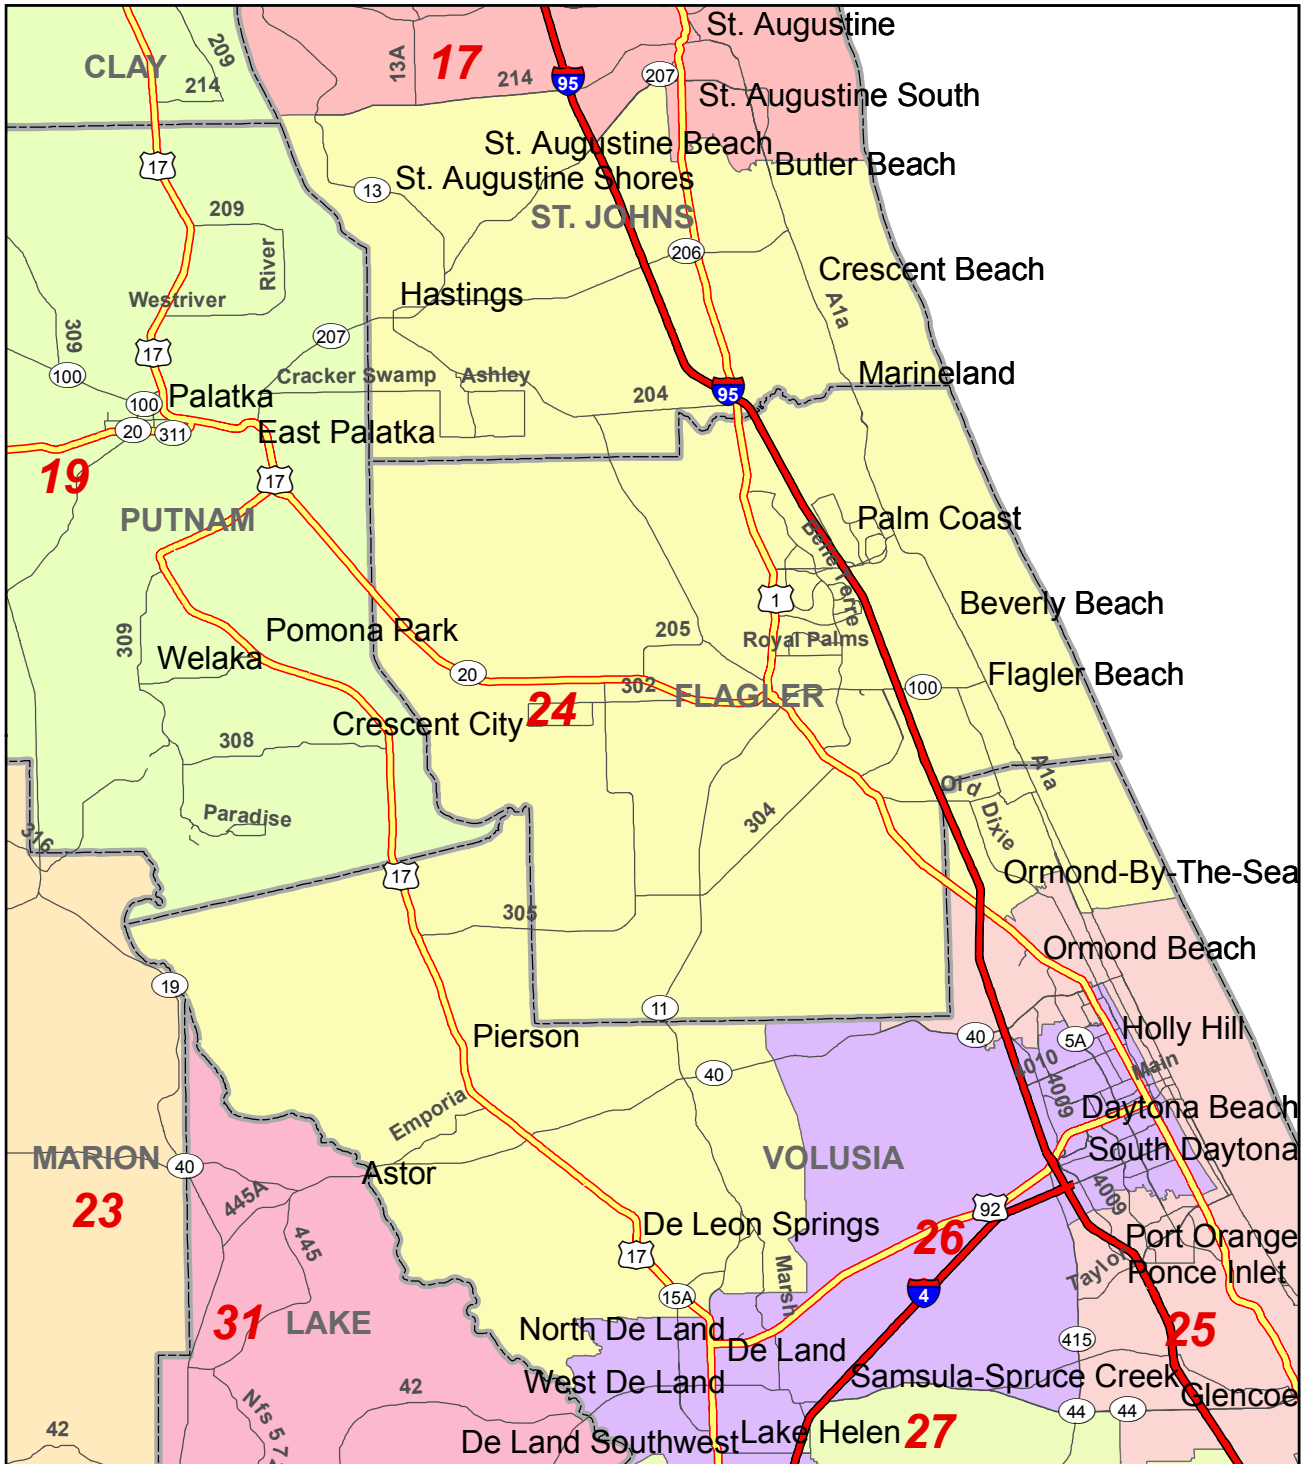 St. Augustine
209
13A
17
CLAY
214
214
95
207
St. Augustine South
St. Augustine Beach
17
Butler Beach
13
St. Augustine Shores
209
ST. JOHNS
River
206
Crescent Beach
Westriver
Hastings
A1a
309
207
17
100
Cracker Swamp
Ashley
Marineland
204
95
100
Palatka
20
311
East Palatka
19
17
PUTNAM
Palm Coast
Belle Terre
1
Beverly Beach
309
Pomona Park
205
Royal Palms
Welaka
20
302
100
Flagler Beach
24
FLAGLER
Crescent City
308
A1a
Old Dixie
Paradise
304
316
17
Ormond-By-The-Sea
305
Ormond Beach
19
11
Pierson
40
5A
Holly Hill
4010
40
Main
4009
Emporia
Daytona Beach
MARION
40
Astor
VOLUSIA
South Daytona
23
445A
4009
92
De Leon Springs
26
Port Orange
445
17
Taylor
Ponce Inlet
Marsh
4
15A
31
LAKE
North De Land
25
De Land
415
West De Land
Samsula-Spruce Creek
42
Glencoe
Nfs 57
44
44
42
De Land Southwest
Lake Helen
27